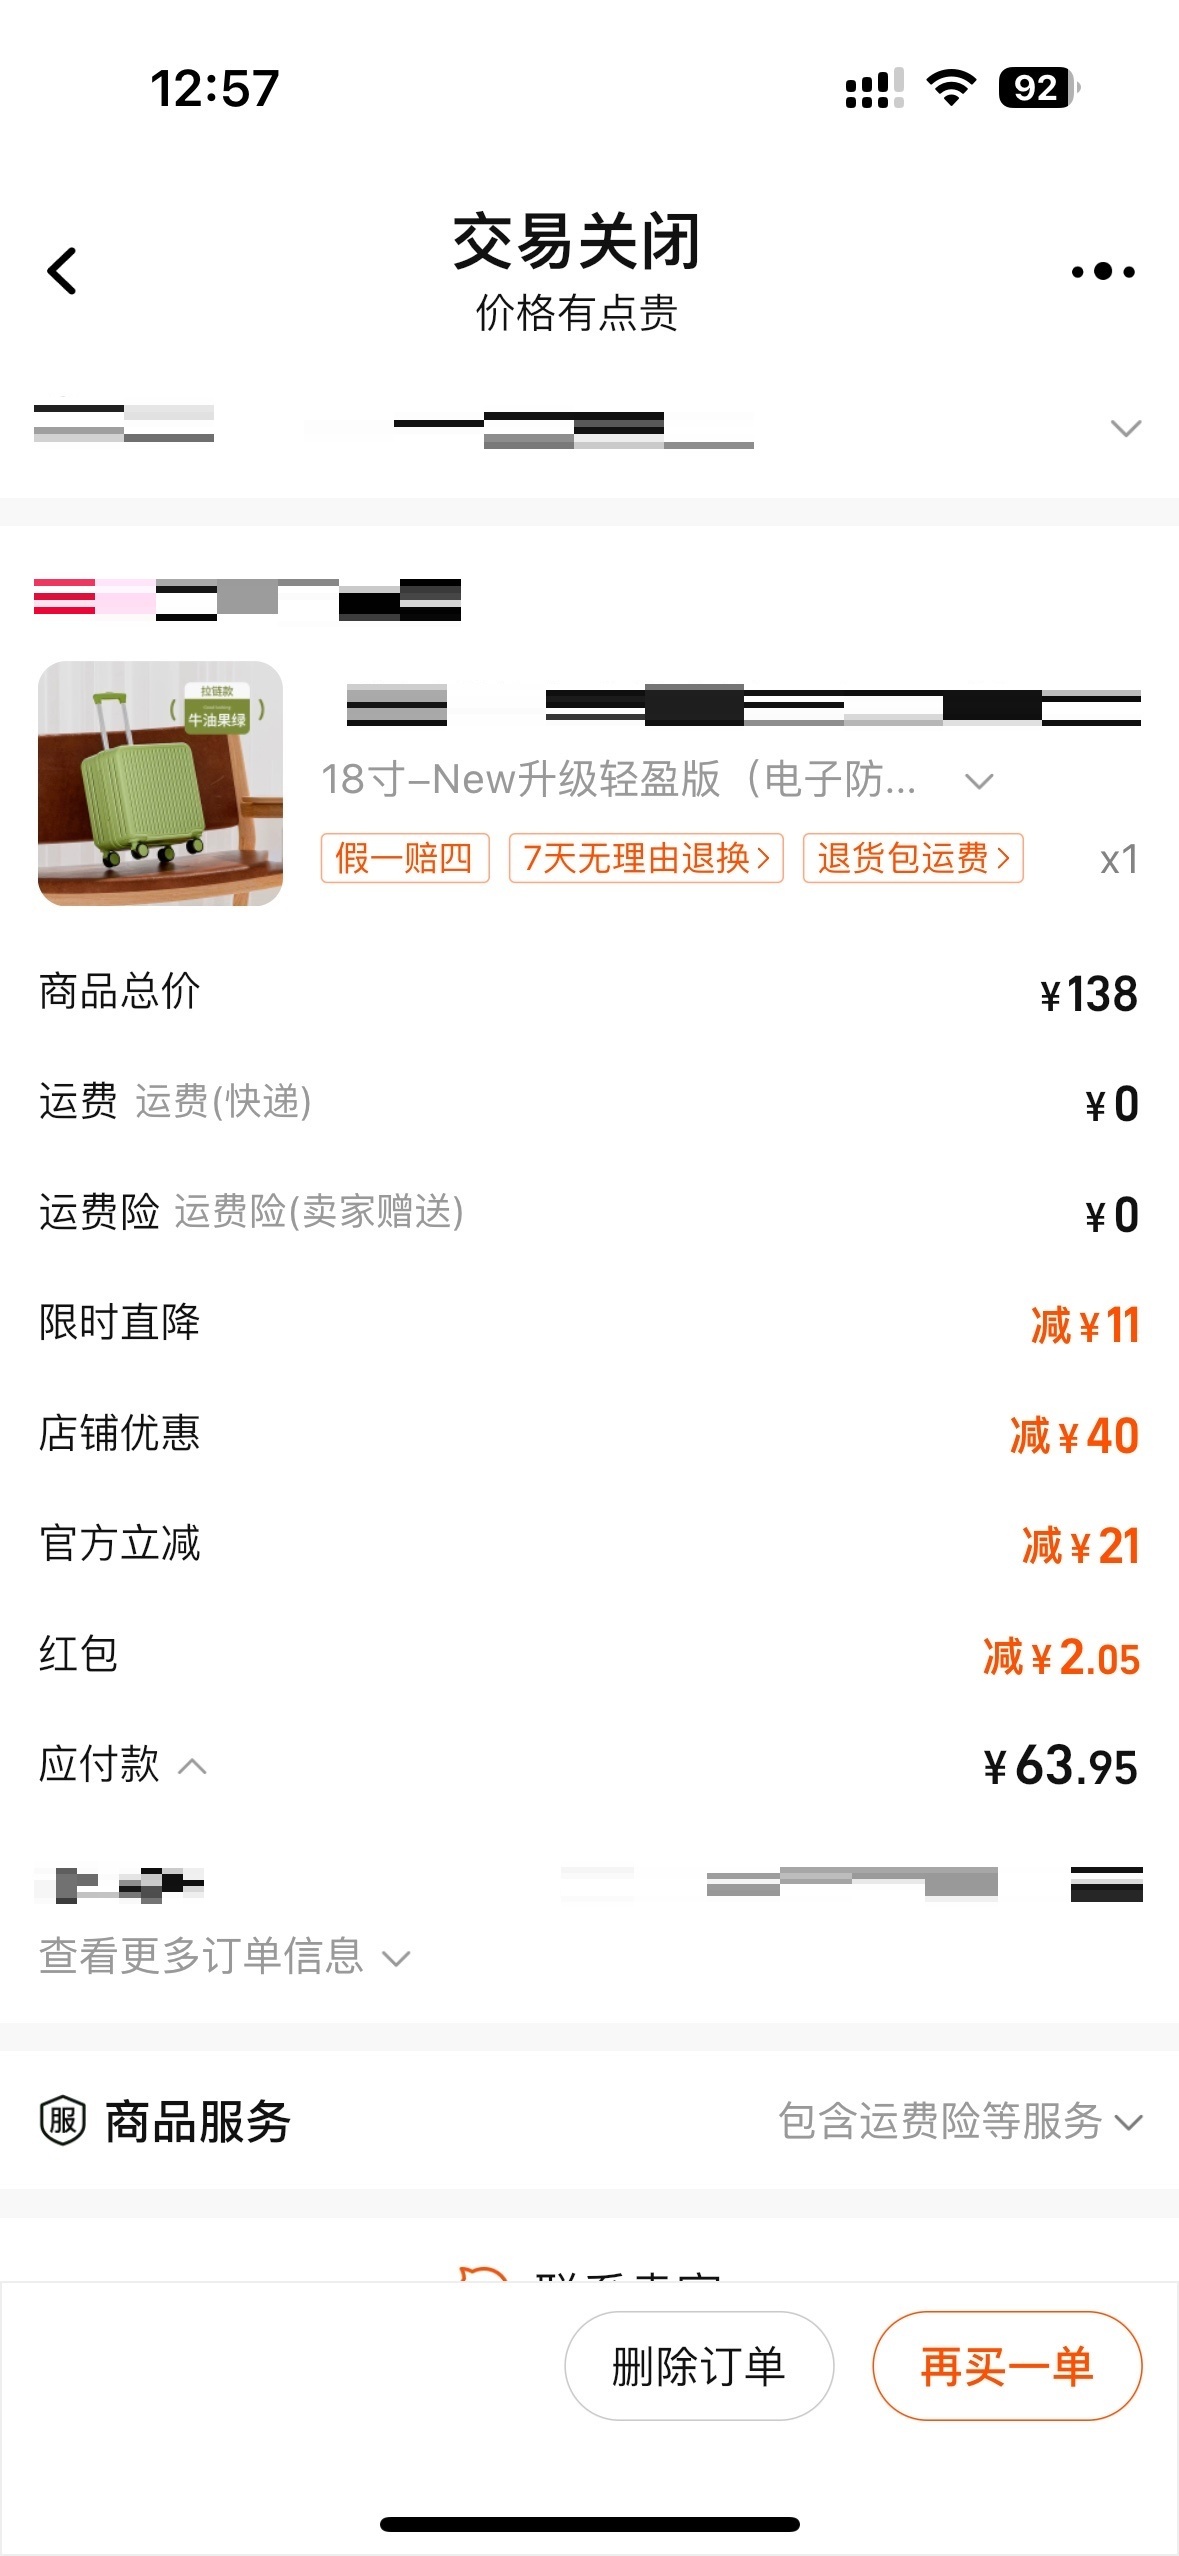 12:57
92
交易关闭
价格有点贵
拉链款
牛油果绿
18寸–New升级轻盈版（电子防...
假一赔四 7天无理由退换 退货包运费 x1
商品总价 ¥138
运费 运费(快递) ¥0
运费险 运费险(卖家赠送) ¥0
限时直降 减¥11
店铺优惠 减¥40
官方立减 减¥21
红包 减¥2.05
应付款 ¥63.95
查看更多订单信息
服 商品服务 包含运费险等服务
删除订单 再买一单